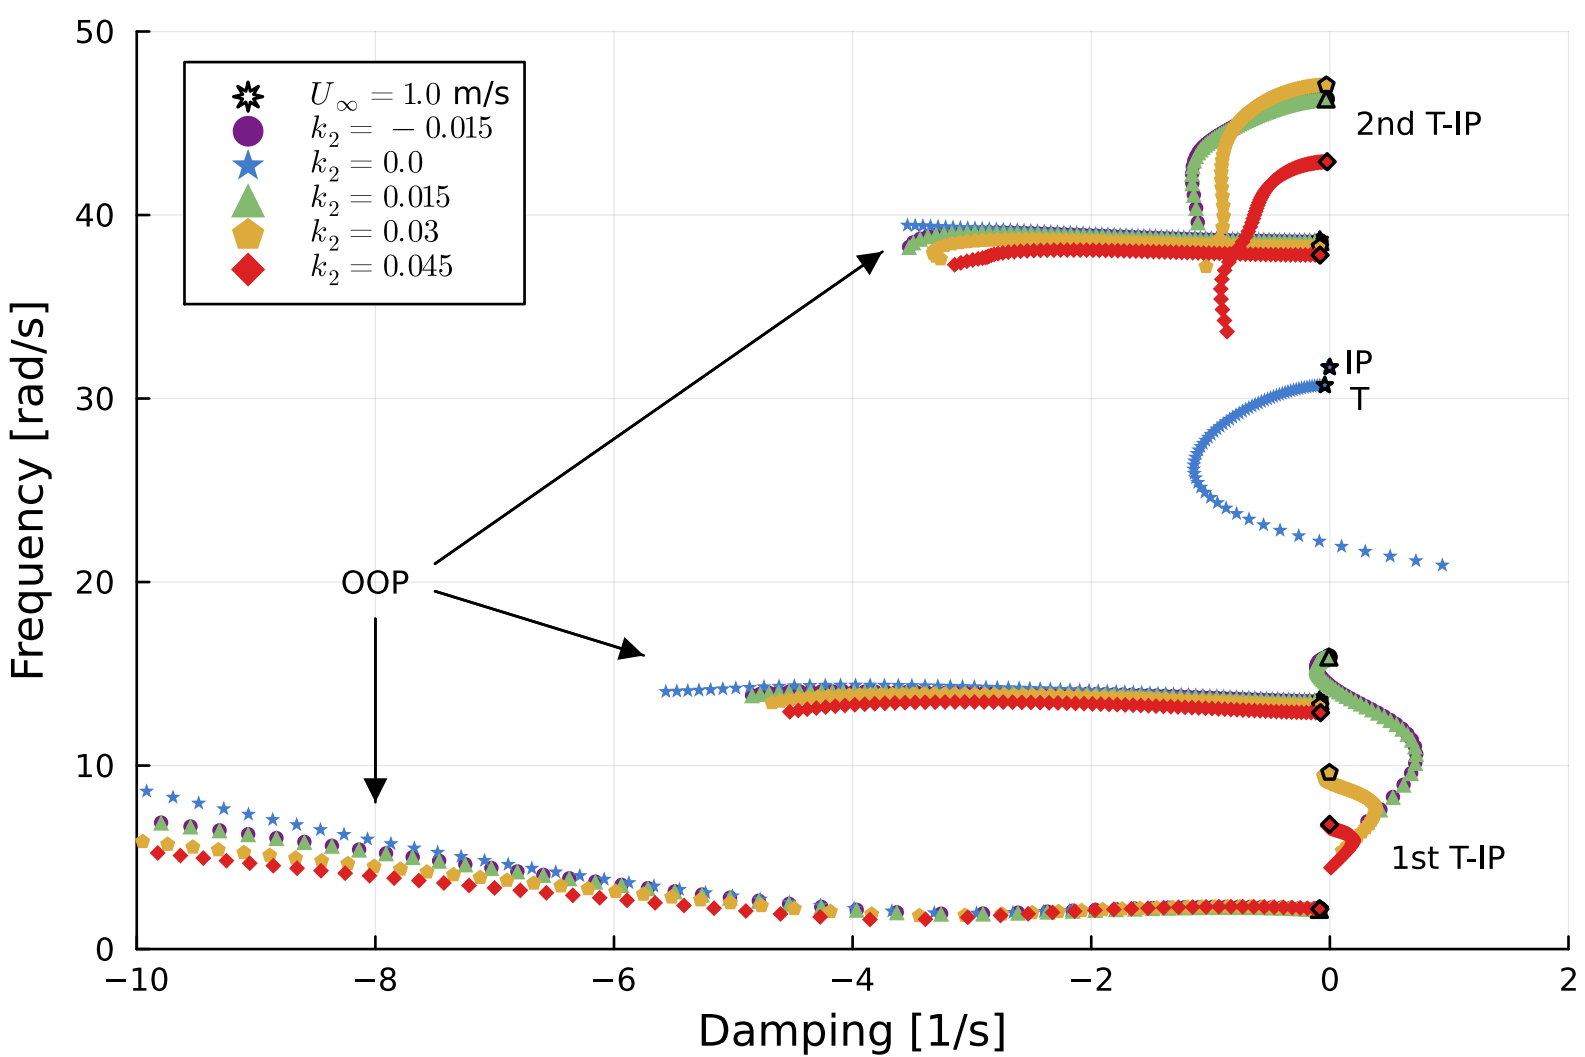 50
40
30
20
10
0
Frequency [rad/s]
U∞ = 1.0 m/s
k₂ = − 0.015
k₂ = 0.0
k₂ = 0.015
k₂ = 0.03
k₂ = 0.045
2nd T-IP
IP
T
OOP
1st T-IP
−10 −8 −6 −4 −2 0 2
Damping [1/s]